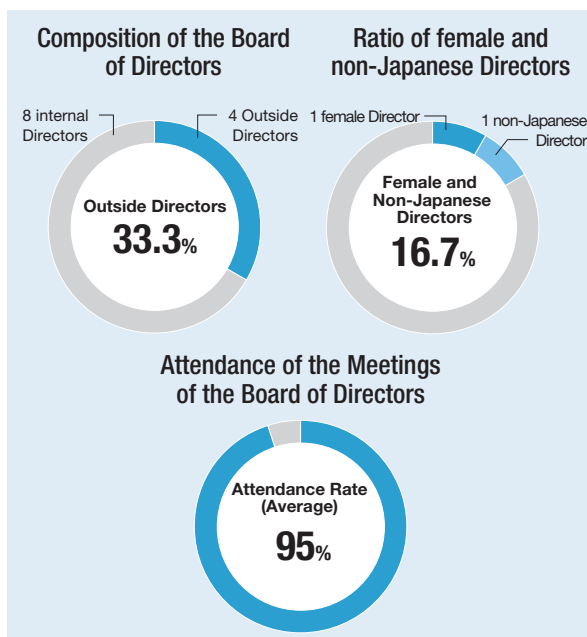 Composition of the Board
of Directors
8 internal
Directors
4 Outside
Directors
Outside Directors
33.3%
Ratio of female and
non-Japanese Directors
1 female Director
1 non-Japanese
Director
Female and
Non-Japanese
Directors
16.7%
Attendance of the Meetings
of the Board of Directors
Attendance Rate
(Average)
95%